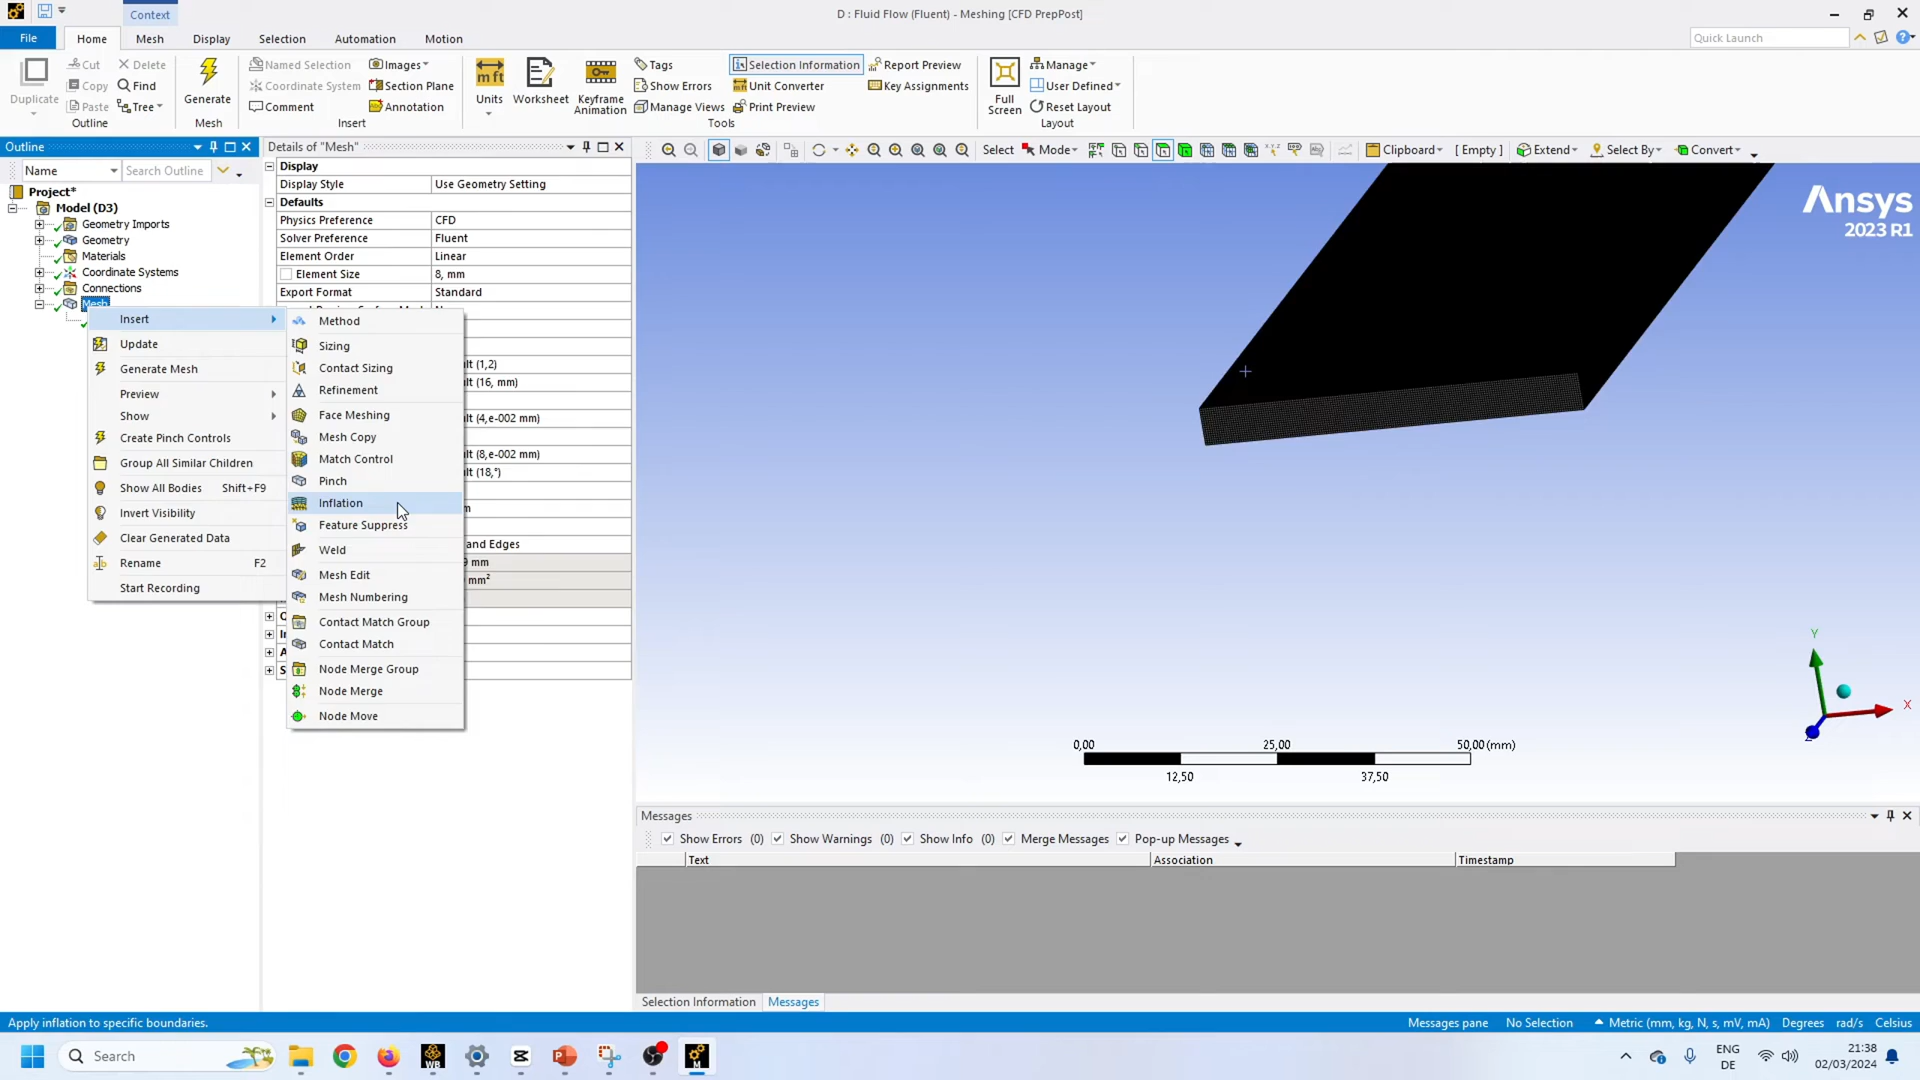 Context
D : Fluid Flow (Fluent) - Meshing [CFD PrepPost]
File
Home
Mesh
Display
Selection
Automation
Motion
Quick Launch
Duplicate
Cut
Delete
Copy
Find
Paste
Tree
Outline
Generate
Mesh
Named Selection
Coordinate System
Comment
Images
Section Plane
Annotation
Insert
Units
Worksheet
Keyframe
Animation
Tags
Show Errors
Manage Views
Selection Information
Unit Converter
Print Preview
Report Preview
Key Assignments
Tools
Full
Screen
Manage
User Defined
Reset Layout
Layout
Outline
Name
Search Outline
Project*
Model (D3)
Geometry Imports
Geometry
Materials
Coordinate Systems
Connections
Mesh
Insert
Update
Generate Mesh
Preview
Show
Create Pinch Controls
Group All Similar Children
Show All Bodies Shift+F9
Invert Visibility
Clear Generated Data
Rename F2
Start Recording
Method
Sizing
Contact Sizing
Refinement
Face Meshing
Mesh Copy
Match Control
Pinch
Inflation
Feature Suppress
Weld
Mesh Edit
Mesh Numbering
Contact Match Group
Contact Match
Node Merge Group
Node Merge
Node Move
Details of "Mesh"
Display
Display Style Use Geometry Setting
Defaults
Physics Preference CFD
Solver Preference Fluent
Element Order Linear
Element Size 8, mm
Export Format Standard
lt (1,2)
lt (16, mm)
lt (4,e-002 mm)
lt (8,e-002 mm)
lt (18,°)
and Edges
mm
mm²
Select
Mode
Clipboard
[ Empty ]
Extend
Select By
Convert
Ansys
2023 R1
Y
X
Z
0,00 25,00 50,00 (mm)
12,50 37,50
Messages
Show Errors (0) Show Warnings (0) Show Info (0) Merge Messages Pop-up Messages
Text Association Timestamp
Selection Information Messages
Apply inflation to specific boundaries.
Messages pane No Selection Metric (mm, kg, N, s, mV, mA) Degrees rad/s Celsius
Search
WB
M
ENG
DE
21:38
02/03/2024